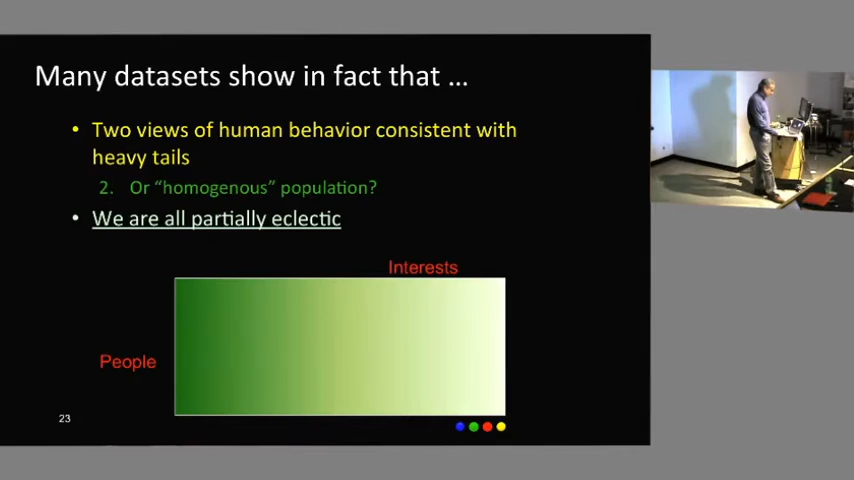 Many datasets show in fact that ...
• Two views of human behavior consistent with
heavy tails
2. Or "homogenous" population?
• We are all partially eclectic
Interests
People
23